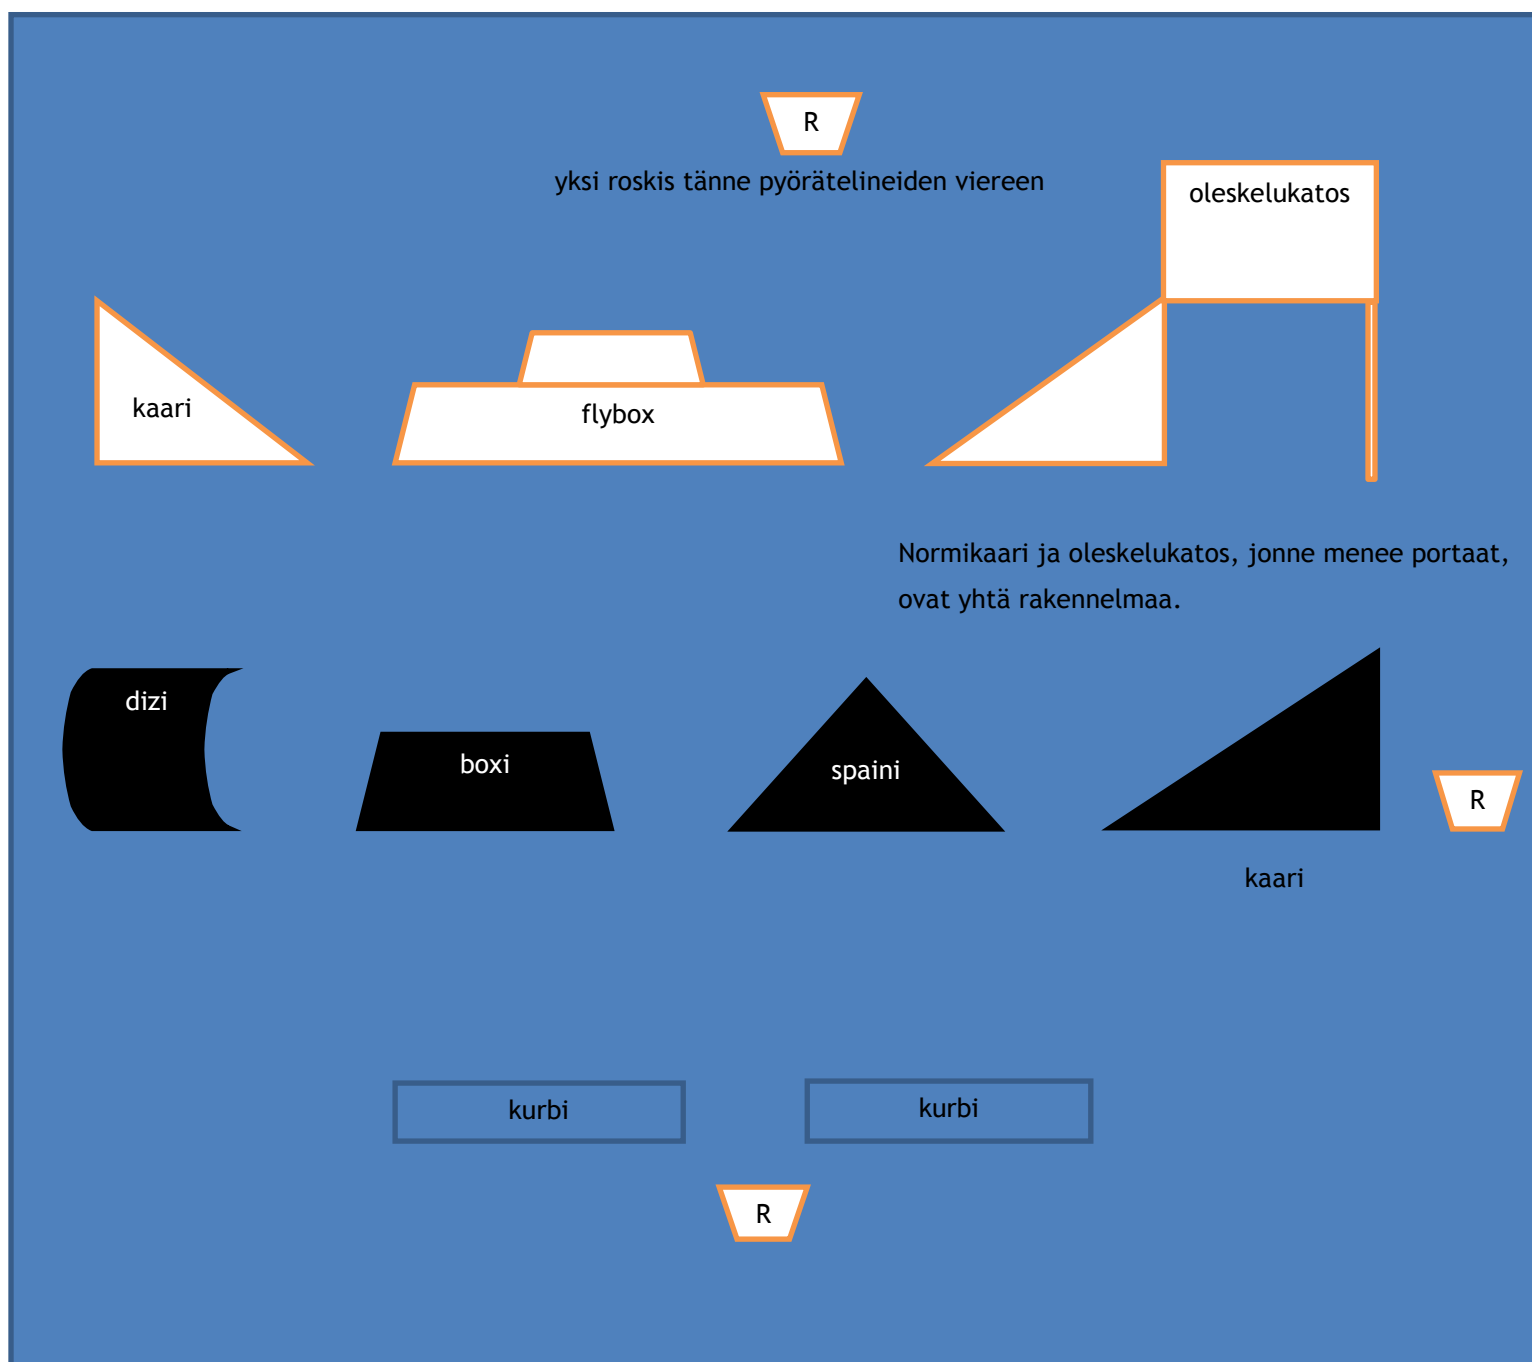 R
yksi roskis tänne pyörätelineiden viereen
oleskelukatos
kaari
flybox
Normikaari ja oleskelukatos, jonne menee portaat,
ovat yhtä rakennelmaa.
dizi
boxi
spaini
R
kaari
kurbi
kurbi
R